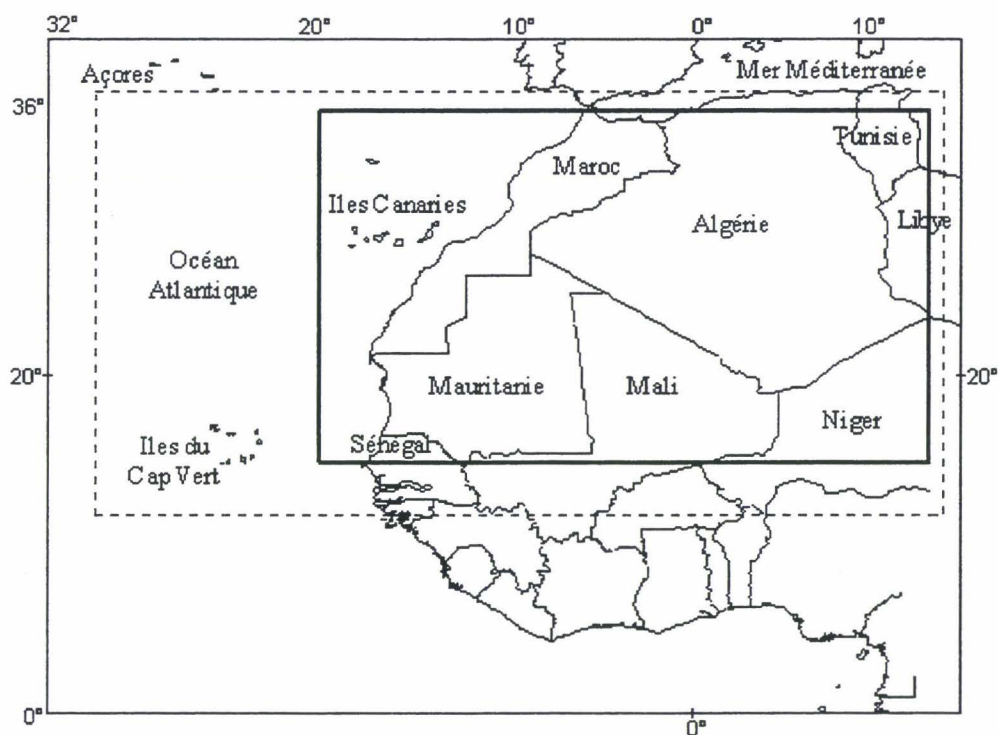 32° 20° 10° 0° 10°
Açores
Mer Méditerranée
36°
Tunisie
Maroc
Iles Canaries
Algérie
Libye
Océan
Atlantique
20° 20°
Mauritanie Mali
Niger
Iles du
Cap Vert
Sénégal
0° 0°